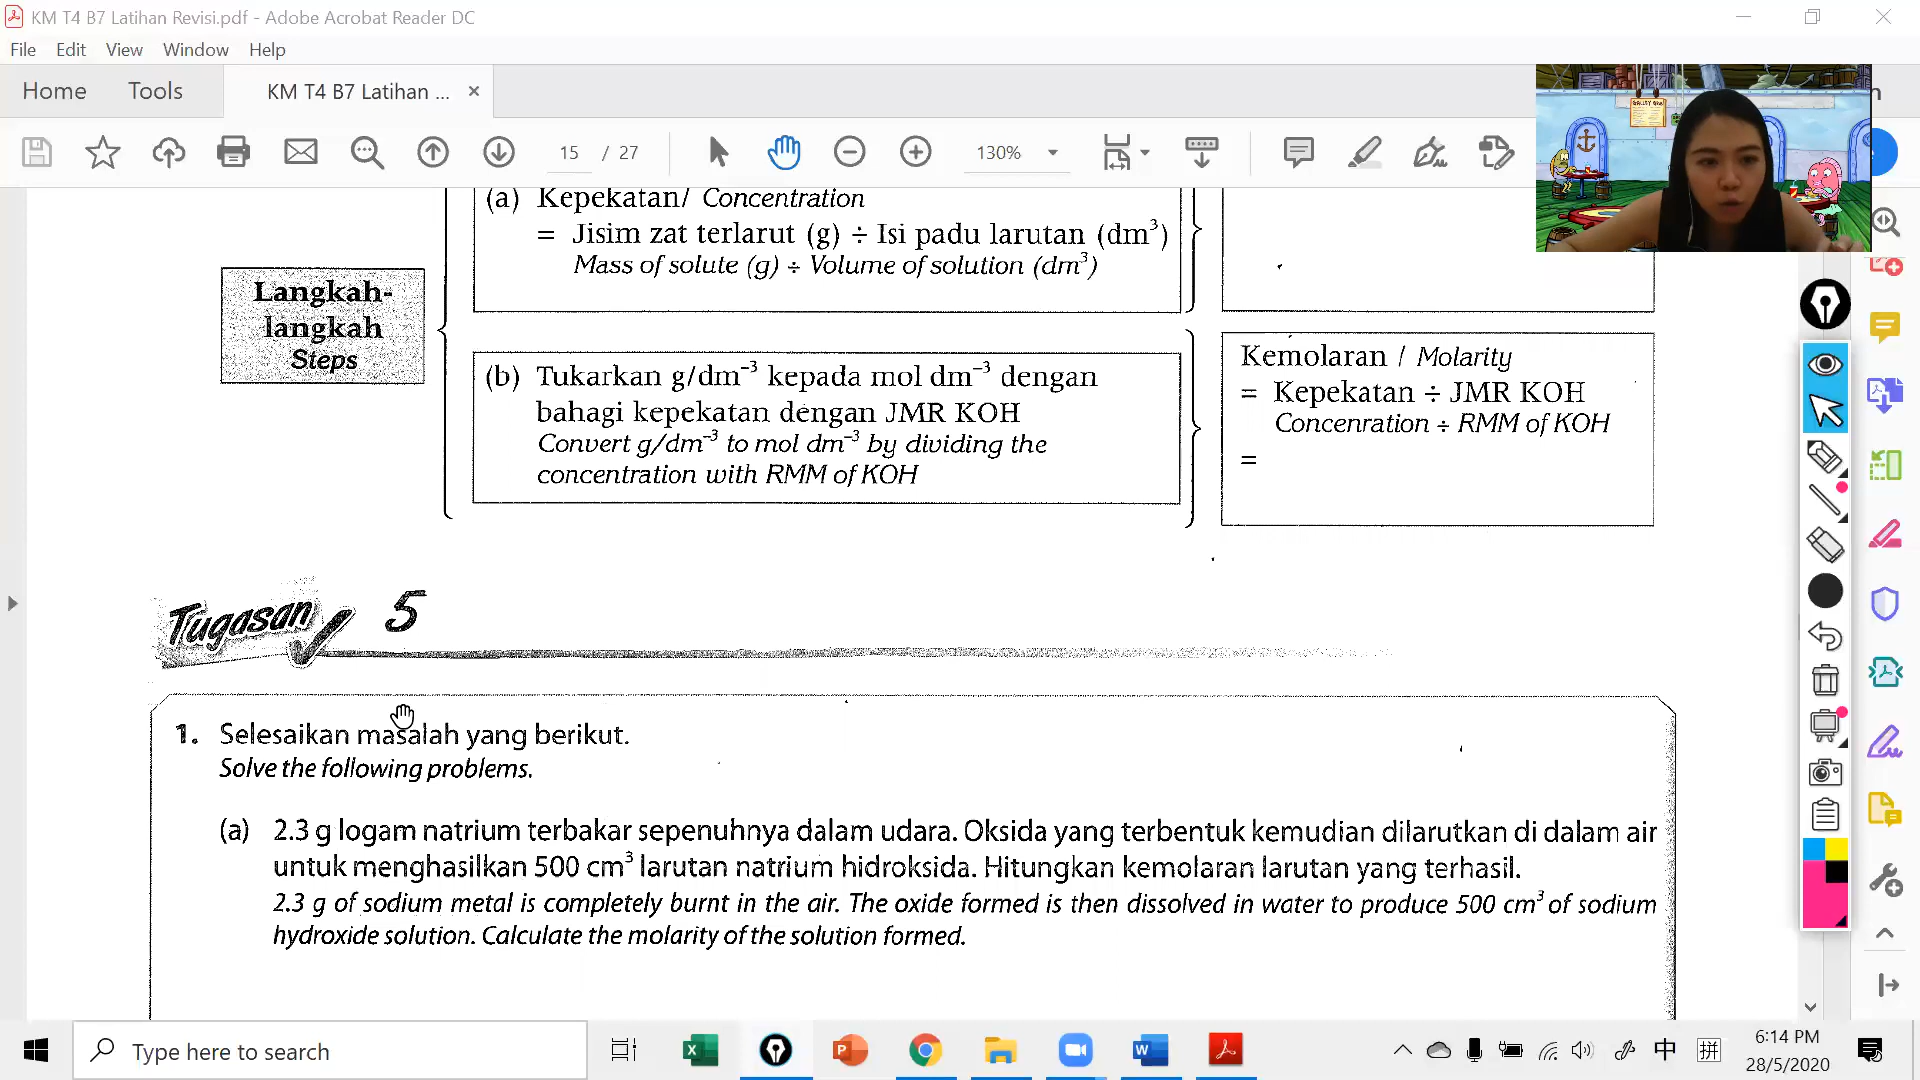 KM T4 B7 Latihan Revisi.pdf - Adobe Acrobat Reader DC
File Edit View Window Help
Home Tools KM T4 B7 Latihan ...
15 / 27 130%
(a) Kepekatan/ Concentration
= Jisim zat terlarut (g) ÷ Isi padu larutan (dm³)
Mass of solute (g) ÷ Volume of solution (dm³)
Langkah-
langkah
Steps
(b) Tukarkan g/dm⁻³ kepada mol dm⁻³ dengan
bahagi kepekatan dengan JMR KOH
Convert g/dm⁻³ to mol dm⁻³ by dividing the
concentration with RMM of KOH
Kemolaran / Molarity
= Kepekatan ÷ JMR KOH
Concenration ÷ RMM of KOH
=
Tugasan 5
1. Selesaikan masalah yang berikut.
Solve the following problems.
(a) 2.3 g logam natrium terbakar sepenuhnya dalam udara. Oksida yang terbentuk kemudian dilarutkan di dalam air
untuk menghasilkan 500 cm³ larutan natrium hidroksida. Hitungkan kemolaran larutan yang terhasil.
2.3 g of sodium metal is completely burnt in the air. The oxide formed is then dissolved in water to produce 500 cm³ of sodium
hydroxide solution. Calculate the molarity of the solution formed.
Type here to search
中 拼
6:14 PM
28/5/2020